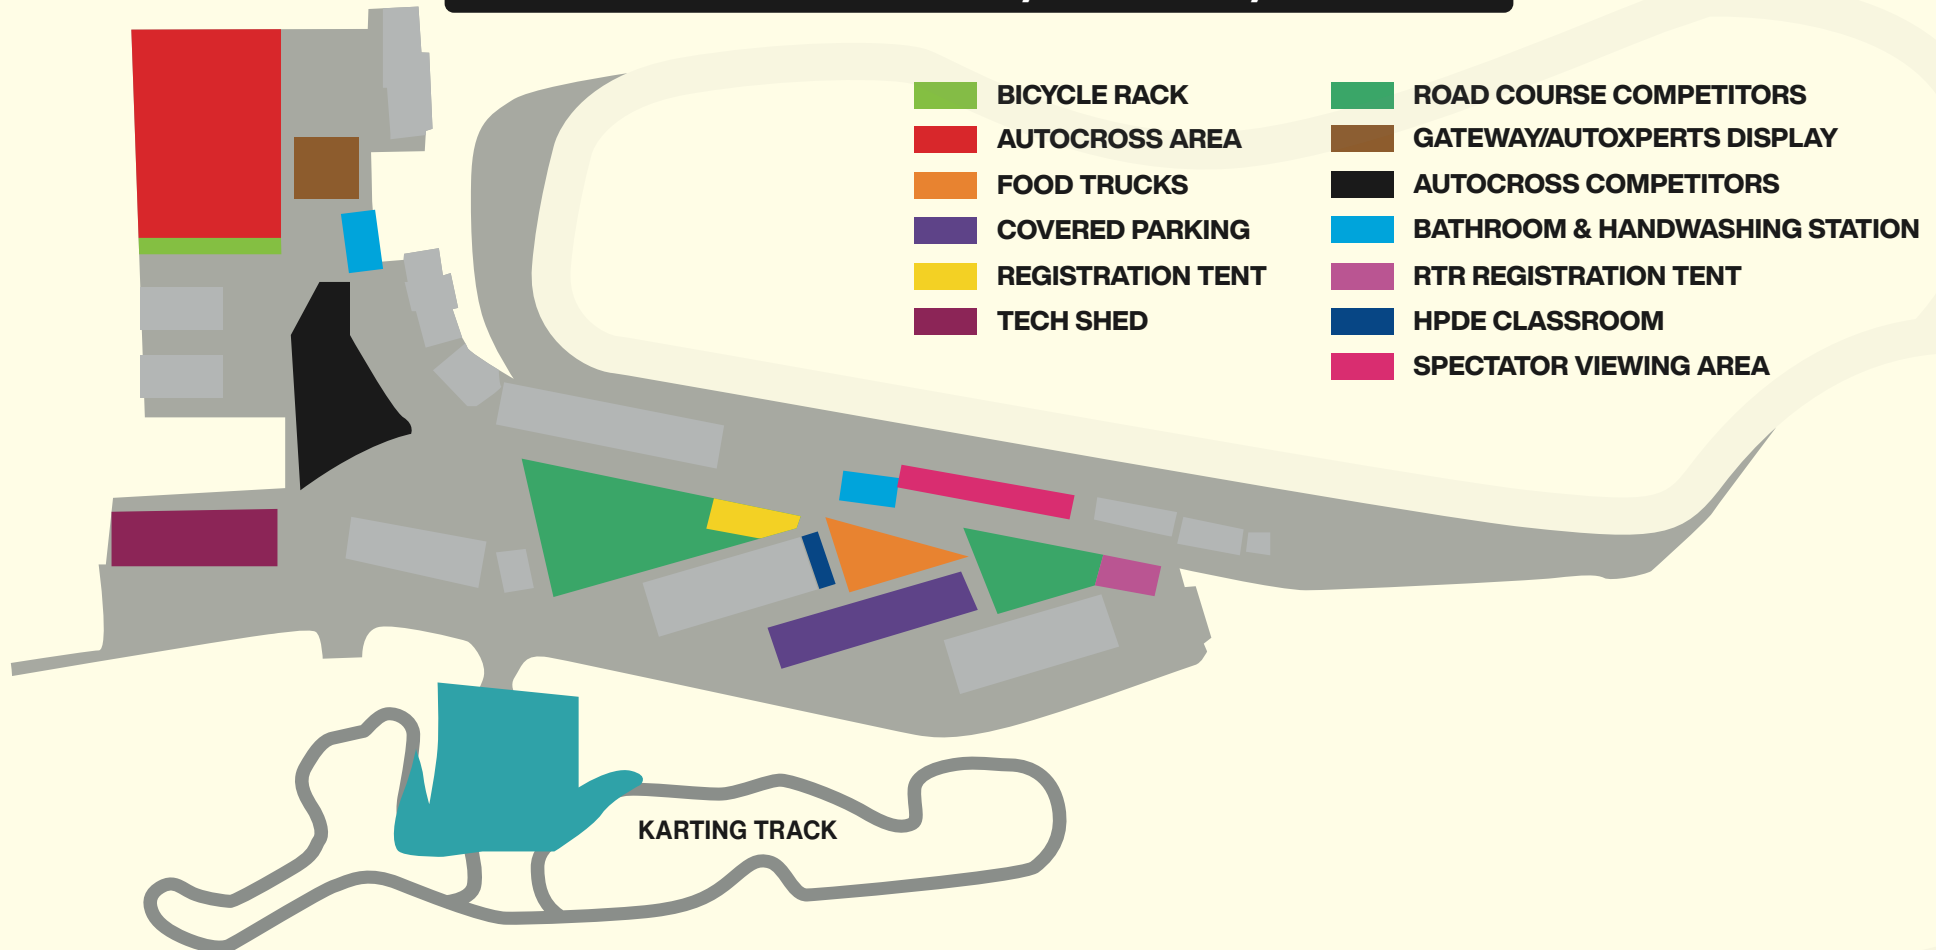 BICYCLE RACK
AUTOCROSS AREA
FOOD TRUCKS
COVERED PARKING
REGISTRATION TENT
TECH SHED
ROAD COURSE COMPETITORS
GATEWAY/AUTOXPERTS DISPLAY
AUTOCROSS COMPETITORS
BATHROOM & HANDWASHING STATION
RTR REGISTRATION TENT
HPDE CLASSROOM
SPECTATOR VIEWING AREA
KARTING TRACK